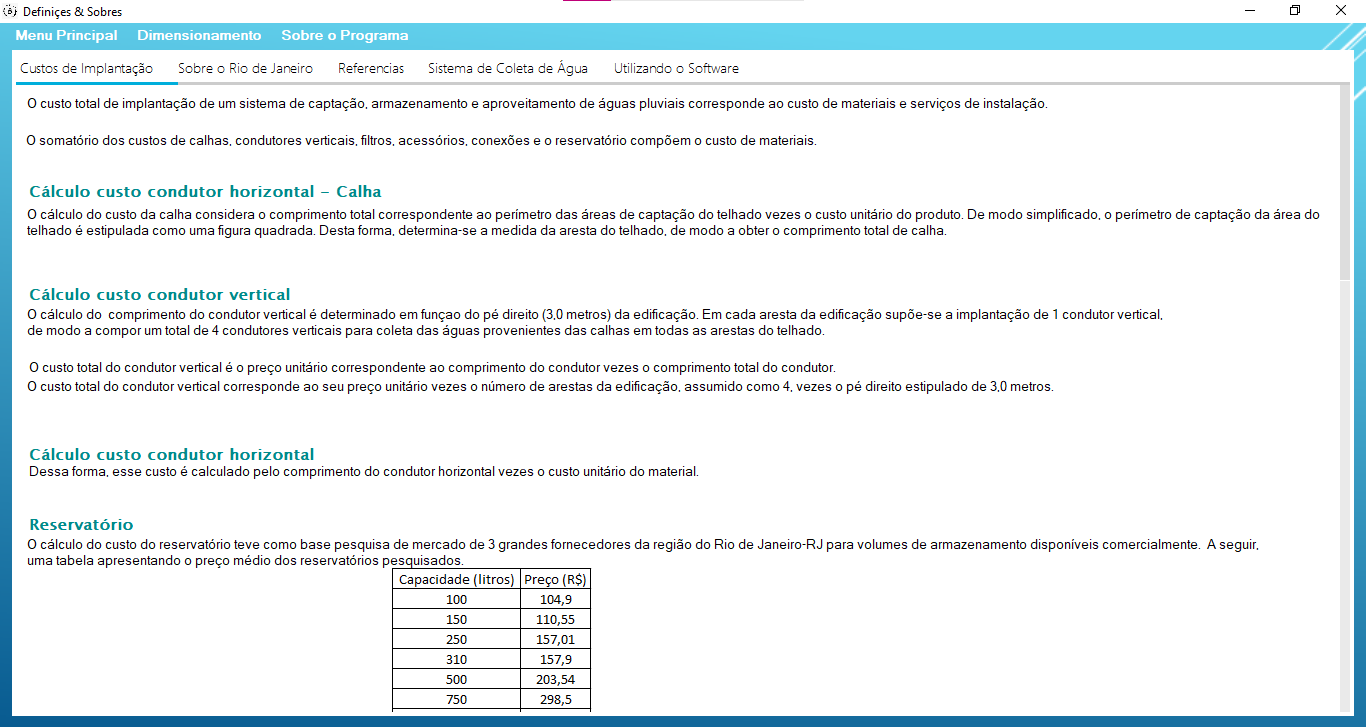 Definiçes & Sobres
Menu Principal Dimensionamento Sobre o Programa
Custos de Implantação Sobre o Rio de Janeiro Referencias Sistema de Coleta de Água Utilizando o Software
O custo total de implantação de um sistema de captação, armazenamento e aproveitamento de águas pluviais corresponde ao custo de materiais e serviços de instalação.
O somatório dos custos de calhas, condutores verticais, filtros, acessórios, conexões e o reservatório compõem o custo de materiais.
Cálculo custo condutor horizontal - Calha
O cálculo do custo da calha considera o comprimento total correspondente ao perímetro das áreas de captação do telhado vezes o custo unitário do produto. De modo simplificado, o perímetro de captação da área do
telhado é estipulada como uma figura quadrada. Desta forma, determina-se a medida da aresta do telhado, de modo a obter o comprimento total de calha.
Cálculo custo condutor vertical
O cálculo do comprimento do condutor vertical é determinado em funçao do pé direito (3,0 metros) da edificação. Em cada aresta da edificação supõe-se a implantação de 1 condutor vertical,
de modo a compor um total de 4 condutores verticais para coleta das águas provenientes das calhas em todas as arestas do telhado.
O custo total do condutor vertical é o preço unitário correspondente ao comprimento do condutor vezes o comprimento total do condutor.
O custo total do condutor vertical corresponde ao seu preço unitário vezes o número de arestas da edificação, assumido como 4, vezes o pé direito estipulado de 3,0 metros.
Cálculo custo condutor horizontal
Dessa forma, esse custo é calculado pelo comprimento do condutor horizontal vezes o custo unitário do material.
Reservatório
O cálculo do custo do reservatório teve como base pesquisa de mercado de 3 grandes fornecedores da região do Rio de Janeiro-RJ para volumes de armazenamento disponíveis comercialmente. A seguir,
uma tabela apresentando o preço médio dos reservatórios pesquisados.
Capacidade (litros) Preço (R$)
100 104,9
150 110,55
250 157,01
310 157,9
500 203,54
750 298,5